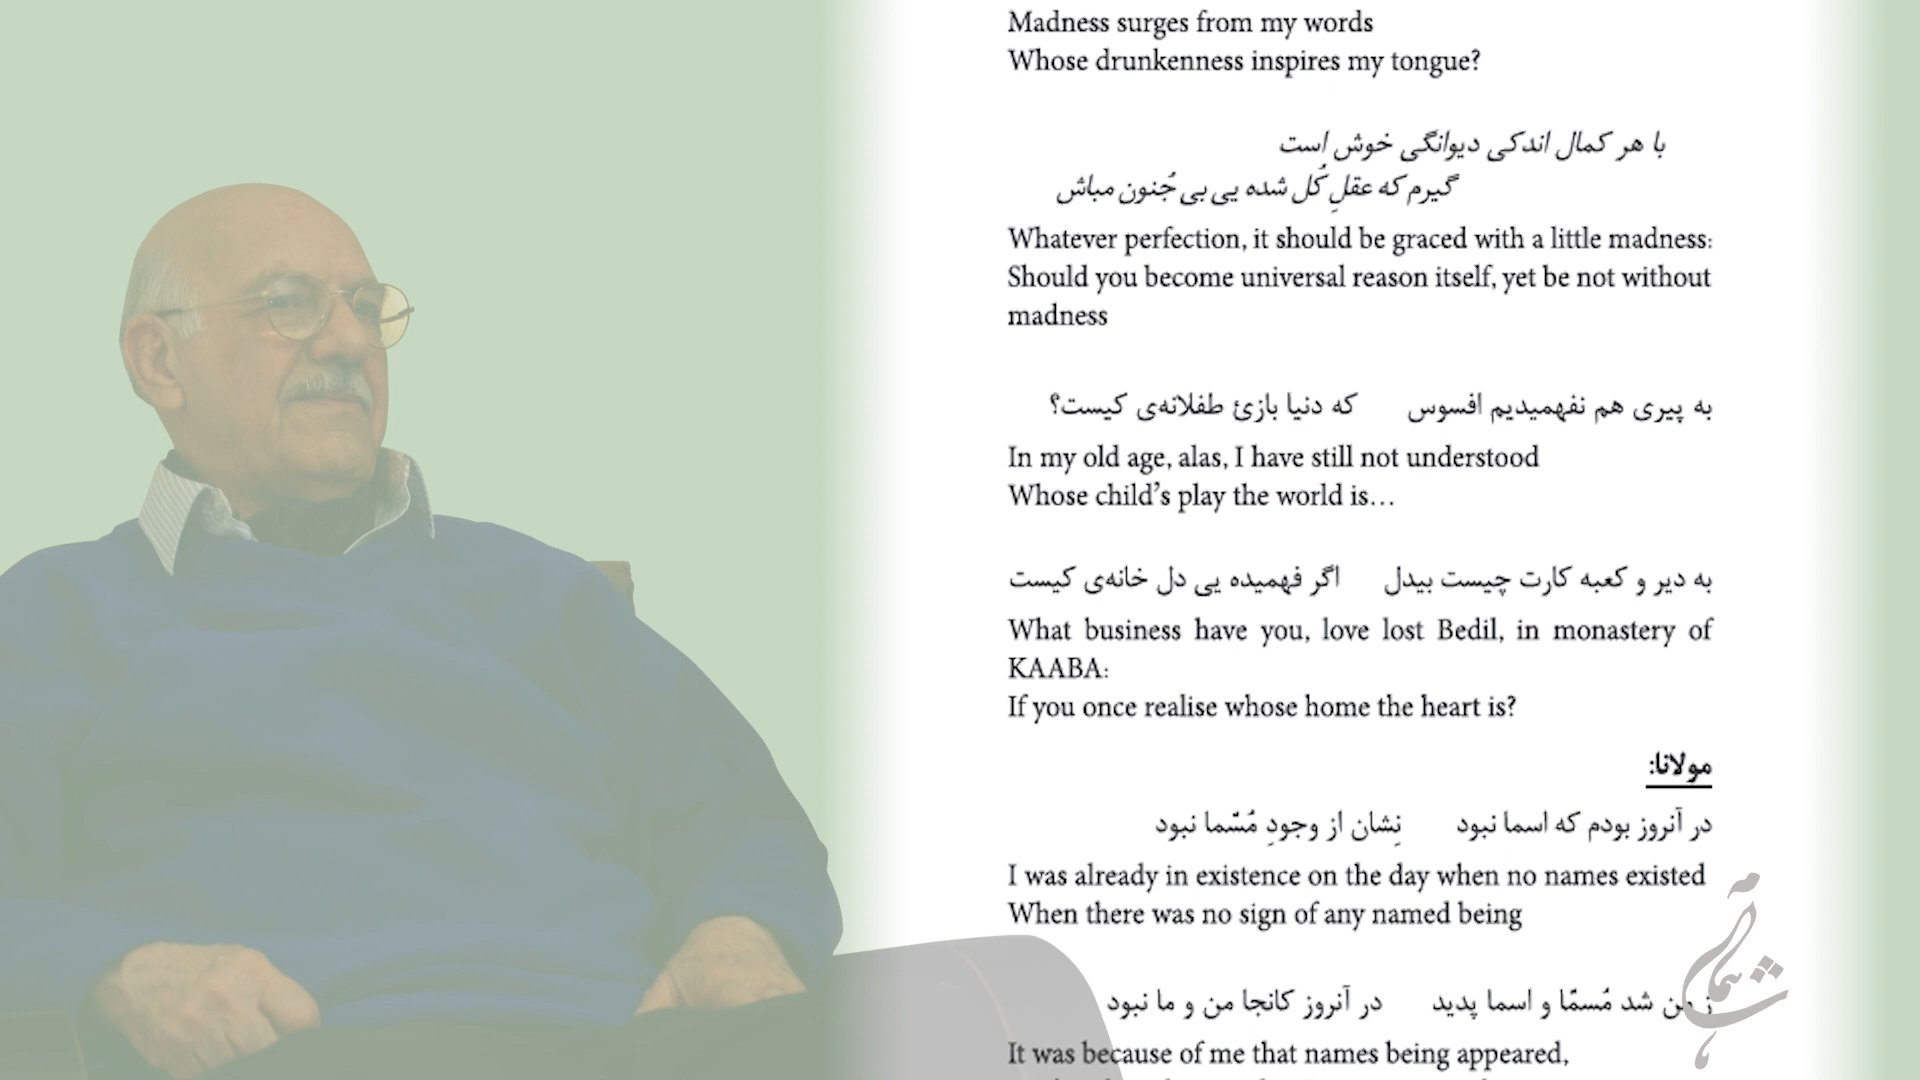 Madness surges from my words
Whose drunkenness inspires my tongue?
با هر کمال اندکی دیوانگی خوش است
گیرم که عقلِ کُل شده یی بی جُنون مباش
Whatever perfection, it should be graced with a little madness:
Should you become universal reason itself, yet be not without
madness
به پیری هم نفهمیدیم افسوس که دنیا بازئ طفلانه‌ی کیست؟
In my old age, alas, I have still not understood
Whose child’s play the world is…
به دیر و کعبه کارت چیست بیدل اگر فهمیده یی دل خانه‌ی کیست
What business have you, love lost Bedil, in monastery of
KAABA:
If you once realise whose home the heart is?
مولانا:
در آنروز بودم که اسما نبود نِشان از وجودِ مُسّما نبود
I was already in existence on the day when no names existed
When there was no sign of any named being
ز من شد مُسمّا و اسما پدید در آنروز کانجا من و ما نبود
It was because of me that names being appeared,